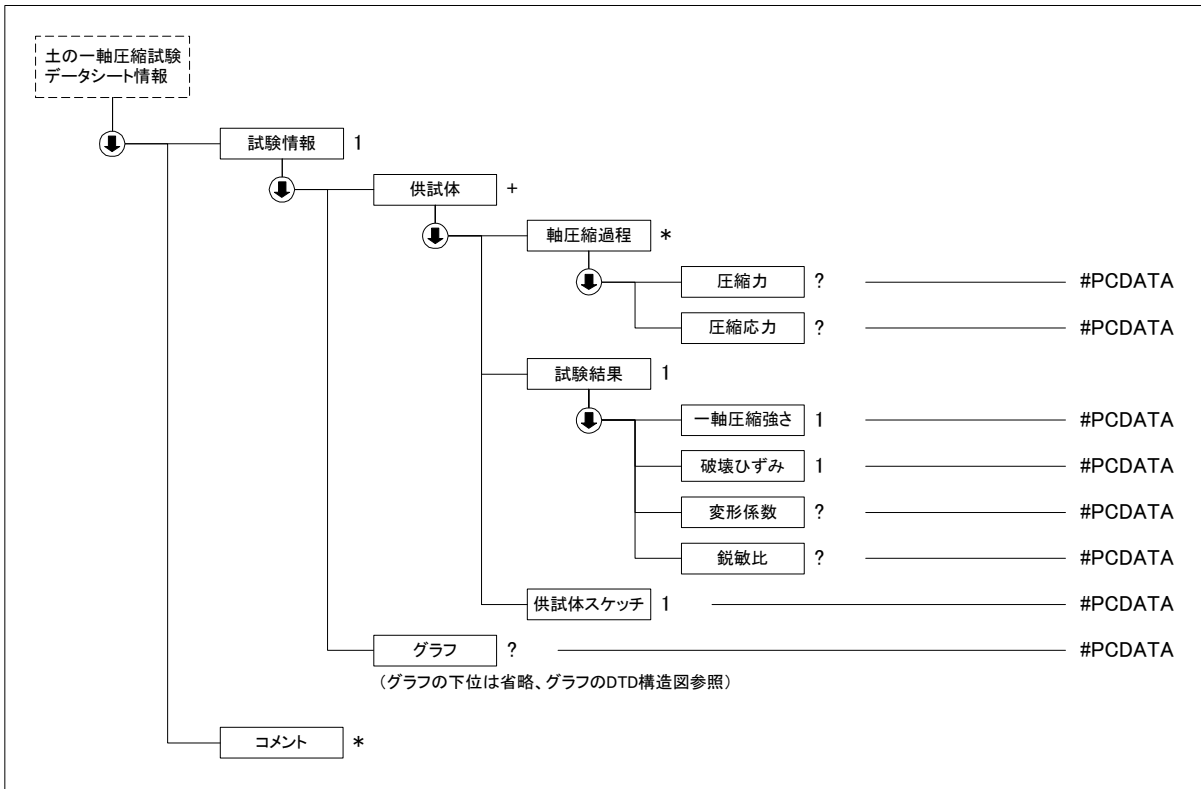 土の一軸圧縮試験
データシート情報
試験情報 1
供試体 +
軸圧縮過程 *
圧縮力 ? #PCDATA
圧縮応力 ? #PCDATA
試験結果 1
一軸圧縮強さ 1 #PCDATA
破壊ひずみ 1 #PCDATA
変形係数 ? #PCDATA
鋭敏比 ? #PCDATA
供試体スケッチ 1 #PCDATA
グラフ ? #PCDATA
（グラフの下位は省略、グラフのDTD構造図参照）
コメント *